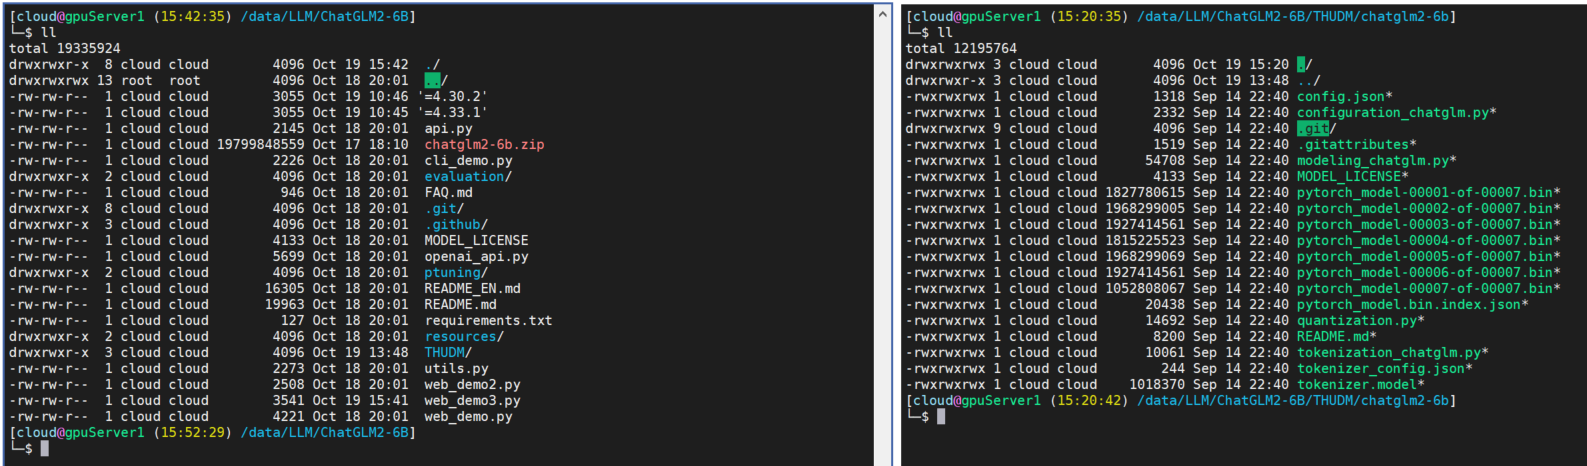 [cloud@gpuServer1 (15:42:35) /data/LLM/ChatGLM2-6B]
└─$ ll
total 19335924
drwxrwxr-x  8 cloud cloud        4096 Oct 19 15:42  ./
drwxrwxrwx 13 root  root         4096 Oct 18 20:01  ../
-rw-rw-r--  1 cloud cloud        3055 Oct 19 10:46 '=4.30.2'
-rw-rw-r--  1 cloud cloud        3055 Oct 19 10:45 '=4.33.1'
-rw-rw-r--  1 cloud cloud        2145 Oct 18 20:01  api.py
-rw-rw-r--  1 cloud cloud 19799848559 Oct 17 18:10  chatglm2-6b.zip
-rw-rw-r--  1 cloud cloud        2226 Oct 18 20:01  cli_demo.py
drwxrwxr-x  2 cloud cloud        4096 Oct 18 20:01  evaluation/
-rw-rw-r--  1 cloud cloud         946 Oct 18 20:01  FAQ.md
drwxrwxr-x  8 cloud cloud        4096 Oct 18 20:01  .git/
drwxrwxr-x  3 cloud cloud        4096 Oct 18 20:01  .github/
-rw-rw-r--  1 cloud cloud        4133 Oct 18 20:01  MODEL_LICENSE
-rw-rw-r--  1 cloud cloud        5699 Oct 18 20:01  openai_api.py
drwxrwxr-x  2 cloud cloud        4096 Oct 18 20:01  ptuning/
-rw-rw-r--  1 cloud cloud       16305 Oct 18 20:01  README_EN.md
-rw-rw-r--  1 cloud cloud       19963 Oct 18 20:01  README.md
-rw-rw-r--  1 cloud cloud         127 Oct 18 20:01  requirements.txt
drwxrwxr-x  2 cloud cloud        4096 Oct 18 20:01  resources/
drwxrwxr-x  3 cloud cloud        4096 Oct 19 13:48  THUDM/
-rw-rw-r--  1 cloud cloud        2273 Oct 18 20:01  utils.py
-rw-rw-r--  1 cloud cloud        2508 Oct 18 20:01  web_demo2.py
-rw-rw-r--  1 cloud cloud        3541 Oct 19 15:41  web_demo3.py
-rw-rw-r--  1 cloud cloud        4221 Oct 18 20:01  web_demo.py
[cloud@gpuServer1 (15:52:29) /data/LLM/ChatGLM2-6B]
└─$
[cloud@gpuServer1 (15:20:35) /data/LLM/ChatGLM2-6B/THUDM/chatglm2-6b]
└─$ ll
total 12195764
drwxrwxrwx 3 cloud cloud       4096 Oct 19 15:20 ./
drwxrwxr-x 3 cloud cloud       4096 Oct 19 13:48 ../
-rwxrwxrwx 1 cloud cloud       1318 Sep 14 22:40 config.json*
-rwxrwxrwx 1 cloud cloud       2332 Sep 14 22:40 configuration_chatglm.py*
drwxrwxrwx 9 cloud cloud       4096 Sep 14 22:40 .git/
-rwxrwxrwx 1 cloud cloud       1519 Sep 14 22:40 .gitattributes*
-rwxrwxrwx 1 cloud cloud      54708 Sep 14 22:40 modeling_chatglm.py*
-rwxrwxrwx 1 cloud cloud       4133 Sep 14 22:40 MODEL_LICENSE*
-rwxrwxrwx 1 cloud cloud 1827780615 Sep 14 22:40 pytorch_model-00001-of-00007.bin*
-rwxrwxrwx 1 cloud cloud 1968299005 Sep 14 22:40 pytorch_model-00002-of-00007.bin*
-rwxrwxrwx 1 cloud cloud 1927414561 Sep 14 22:40 pytorch_model-00003-of-00007.bin*
-rwxrwxrwx 1 cloud cloud 1815225523 Sep 14 22:40 pytorch_model-00004-of-00007.bin*
-rwxrwxrwx 1 cloud cloud 1968299069 Sep 14 22:40 pytorch_model-00005-of-00007.bin*
-rwxrwxrwx 1 cloud cloud 1927414561 Sep 14 22:40 pytorch_model-00006-of-00007.bin*
-rwxrwxrwx 1 cloud cloud 1052808067 Sep 14 22:40 pytorch_model-00007-of-00007.bin*
-rwxrwxrwx 1 cloud cloud      20438 Sep 14 22:40 pytorch_model.bin.index.json*
-rwxrwxrwx 1 cloud cloud      14692 Sep 14 22:40 quantization.py*
-rwxrwxrwx 1 cloud cloud       8200 Sep 14 22:40 README.md*
-rwxrwxrwx 1 cloud cloud      10061 Sep 14 22:40 tokenization_chatglm.py*
-rwxrwxrwx 1 cloud cloud        244 Sep 14 22:40 tokenizer_config.json*
-rwxrwxrwx 1 cloud cloud    1018370 Sep 14 22:40 tokenizer.model*
[cloud@gpuServer1 (15:20:42) /data/LLM/ChatGLM2-6B/THUDM/chatglm2-6b]
└─$